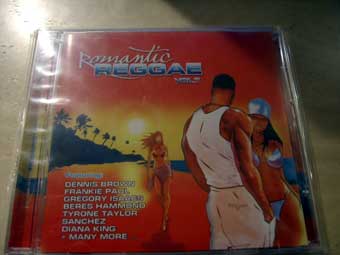 Romantic
REGGAE
VOL.2
Featuring:
DENNIS BROWN
FRANKIE PAUL
GREGORY ISAACS
BERES HAMMOND
TYRONE TAYLOR
SANCHEZ
DIANA KING
+ MANY MORE